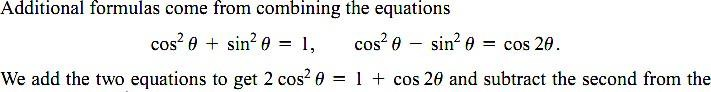 Additional formulas come from combining the equations
cos² θ + sin² θ = 1, cos² θ − sin² θ = cos 2θ.
We add the two equations to get 2 cos² θ = 1 + cos 2θ and subtract the second from the